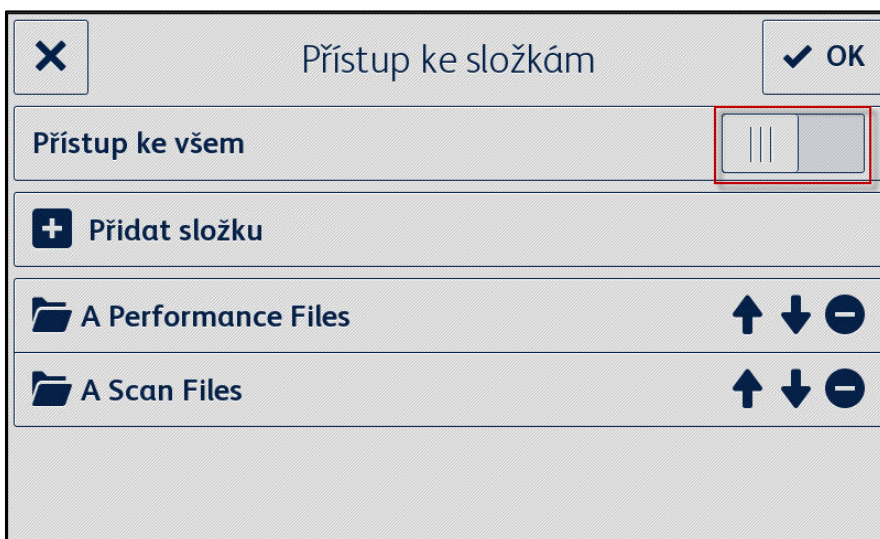 Přístup ke složkám
OK
Přístup ke všem
Přidat složku
A Performance Files
A Scan Files